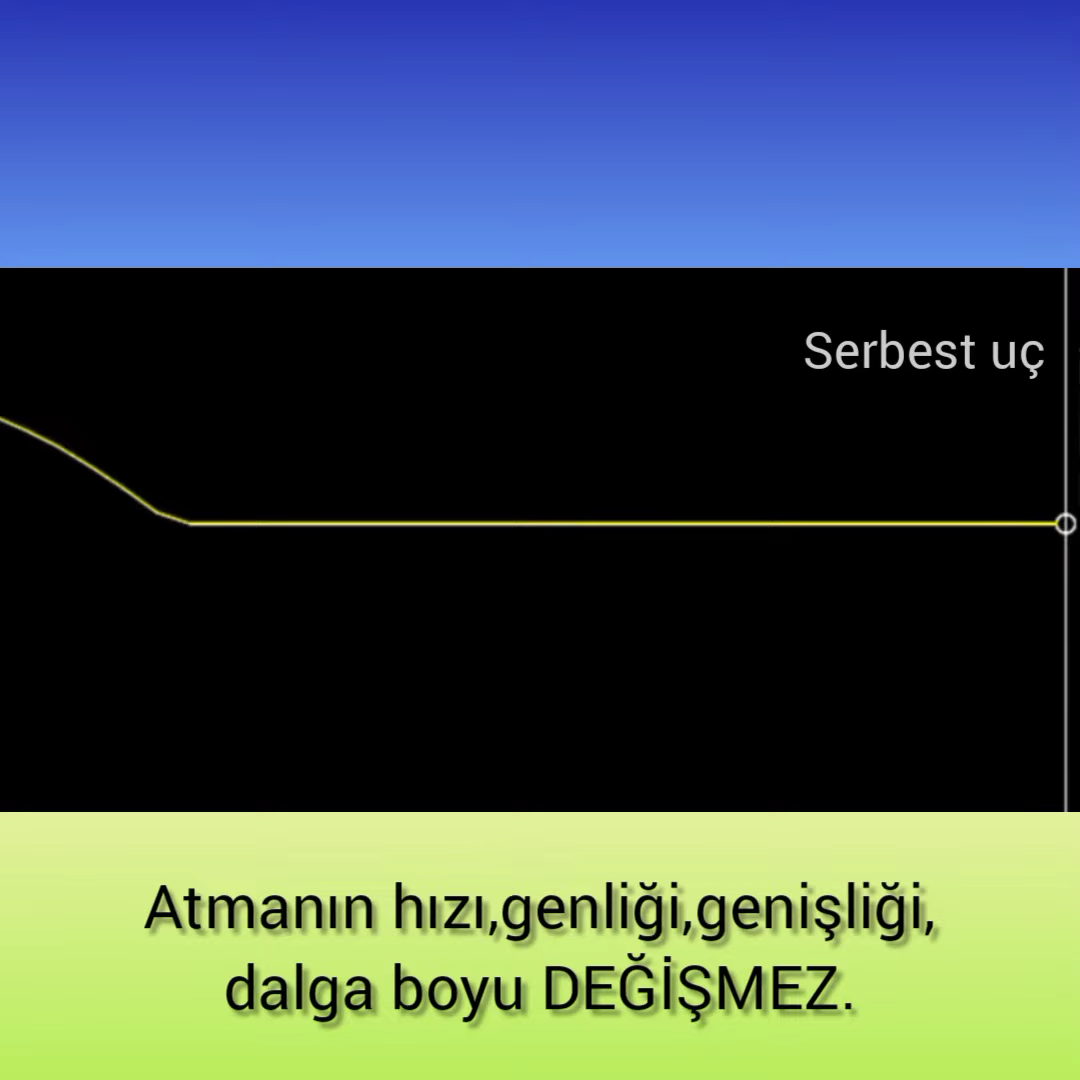 Serbest uç
Atmanın hızı,genliği,genişliği,
dalga boyu DEĞİŞMEZ.